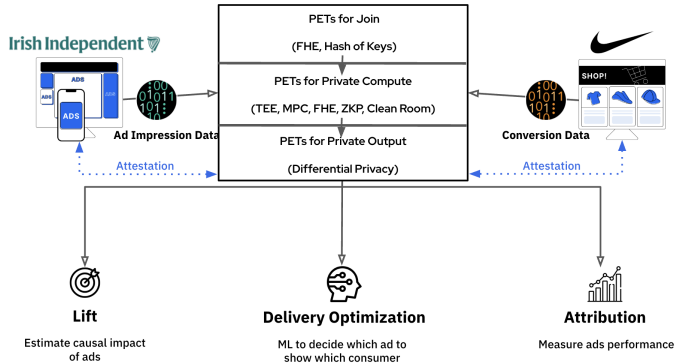 Irish Independent
ADS
ADS
ADS
ADS
Ad Impression Data
Attestation
PETs for Join
(FHE, Hash of Keys)
PETs for Private Compute
(TEE, MPC, FHE, ZKP, Clean Room)
PETs for Private Output
(Differential Privacy)
SHOP!
Conversion Data
Attestation
Lift
Estimate causal impact
of ads
Delivery Optimization
ML to decide which ad to
show which consumer
Attribution
Measure ads performance